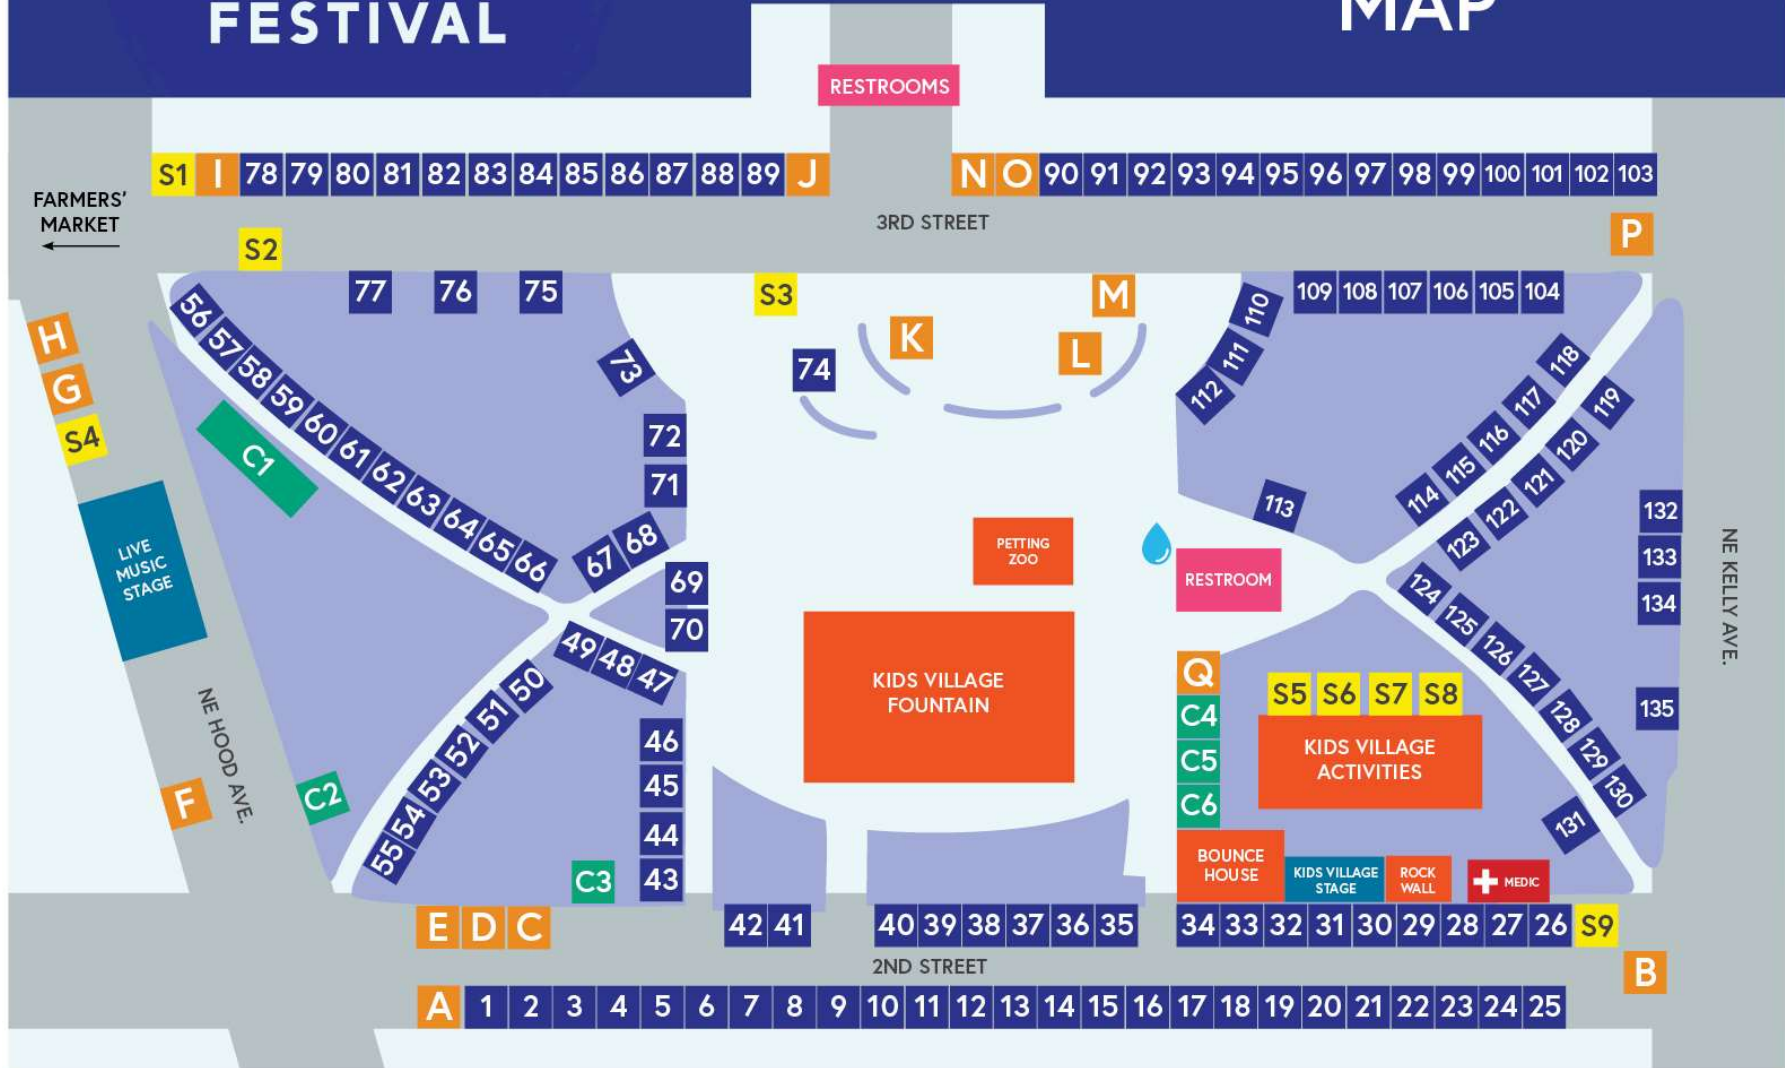 FESTIVAL
MAP
RESTROOMS
S1 I 78 79 80 81 82 83 84 85 86 87 88 89 J
N O 90 91 92 93 94 95 96 97 98 99 100 101 102 103
FARMERS'
MARKET
3RD STREET
P
S2
77 76 75
S3
M
109 108 107 106 105 104
110
111
112
K
L
74
73
72
71
H
G
S4
56
57
58
59
60
61
62
63
64
65
66
C1
67 68
69
70
LIVE
MUSIC
STAGE
118
117
116
115
114
113
119
120
121
122
123
132
133
134
135
NE KELLY AVE.
PETTING
ZOO
RESTROOM
124
125
126
127
128
129
130
131
49 48 47
50
51
52
53
54
55
46
45
44
43
KIDS VILLAGE
FOUNTAIN
Q
C4
C5
C6
S5 S6 S7 S8
KIDS VILLAGE
ACTIVITIES
NE HOOD AVE.
F
C2
C3
BOUNCE
HOUSE
KIDS VILLAGE
STAGE
ROCK
WALL
MEDIC
E D C
42 41
40 39 38 37 36 35
34 33 32 31 30 29 28 27 26 S9
2ND STREET
B
A 1 2 3 4 5 6 7 8 9 10 11 12 13 14 15 16 17 18 19 20 21 22 23 24 25